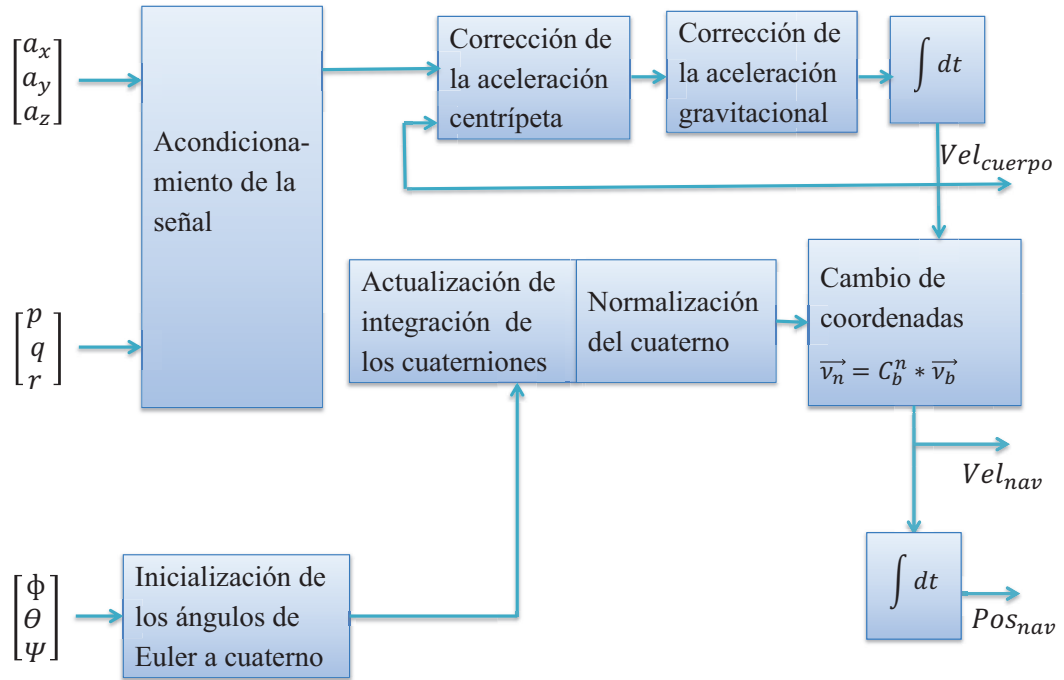 [a_x
a_y
a_z]
Acondiciona-
miento de la
señal
Corrección de
la aceleración
centrípeta
Corrección de
la aceleración
gravitacional
∫ dt
Vel_cuerpo
[p
q
r]
Actualización de
integración de
los cuaterniones
Normalización
del cuaterno
Cambio de
coordenadas
\overrightarrow{v_n} = C_b^n * \overrightarrow{v_b}
Vel_nav
[ϕ
θ
Ψ]
Inicialización de
los ángulos de
Euler a cuaterno
∫ dt
Pos_nav